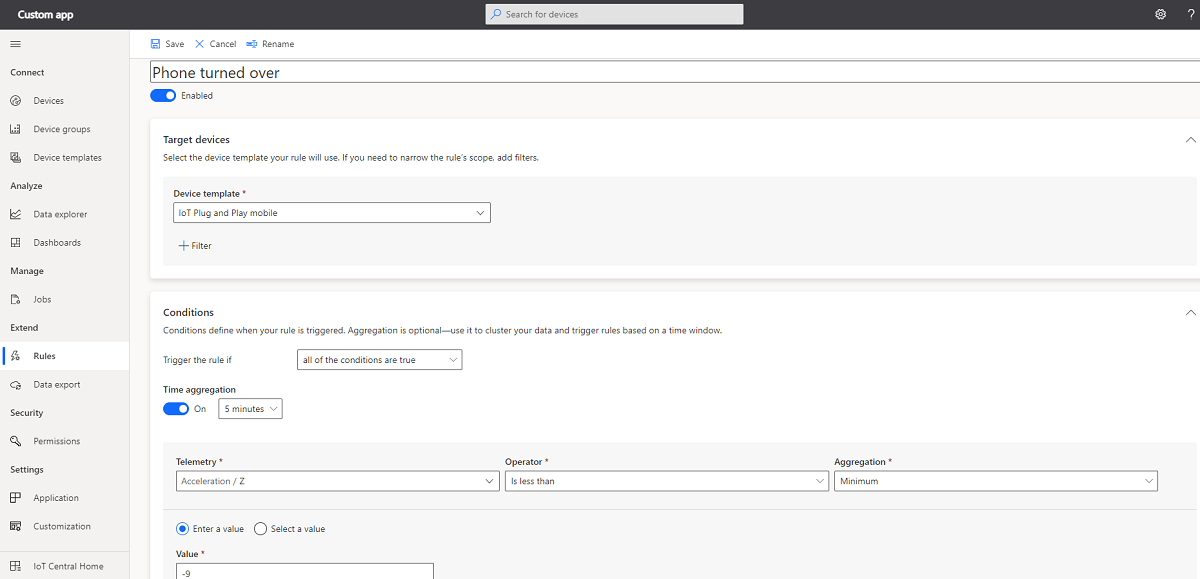 Custom app
Search for devices
?
Save Cancel Rename
Phone turned over
Enabled
Connect
Devices
Device groups
Device templates
Analyze
Data explorer
Dashboards
Manage
Jobs
Extend
Rules
Data export
Security
Permissions
Settings
Application
Customization
IoT Central Home
Target devices
Select the device template your rule will use. If you need to narrow the rule's scope, add filters.
Device template *
IoT Plug and Play mobile
Filter
Conditions
Conditions define when your rule is triggered. Aggregation is optional—use it to cluster your data and trigger rules based on a time window.
Trigger the rule if all of the conditions are true
Time aggregation
On 5 minutes
Telemetry * Operator * Aggregation *
Acceleration / Z Is less than Minimum
Enter a value Select a value
Value *
-9